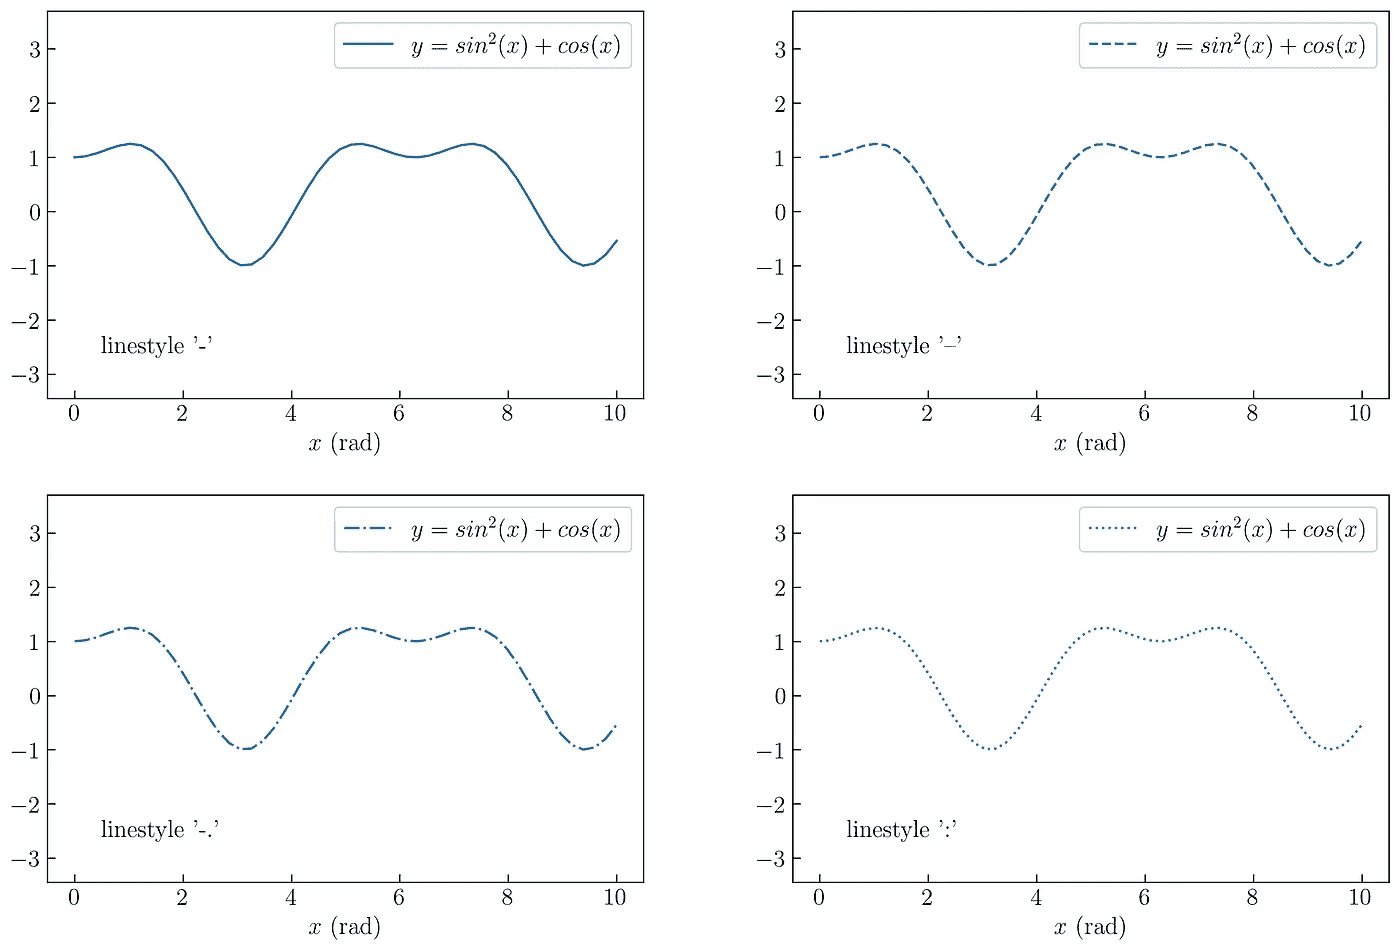 3
2
1
0
−1
−2
−3
y = sin²(x) + cos(x)
linestyle ’-’
0 2 4 6 8 10
x (rad)
3
2
1
0
−1
−2
−3
y = sin²(x) + cos(x)
linestyle ’–’
0 2 4 6 8 10
x (rad)
3
2
1
0
−1
−2
−3
y = sin²(x) + cos(x)
linestyle ’-.’
0 2 4 6 8 10
x (rad)
3
2
1
0
−1
−2
−3
y = sin²(x) + cos(x)
linestyle ’:’
0 2 4 6 8 10
x (rad)